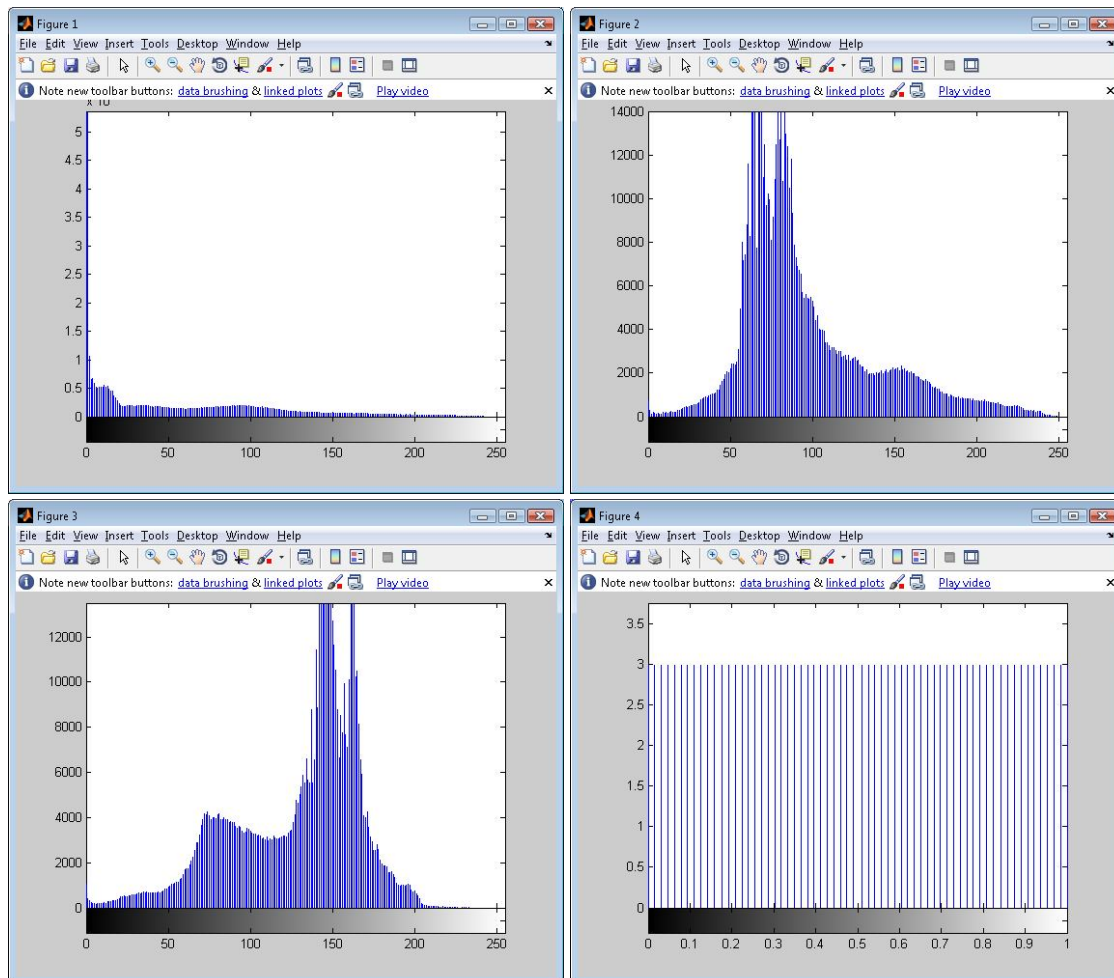 Figure 1
File Edit View Insert Tools Desktop Window Help
Note new toolbar buttons: data brushing & linked plots Play video
x 10
5
4.5
4
3.5
3
2.5
2
1.5
1
0.5
0
0 50 100 150 200 250
Figure 2
File Edit View Insert Tools Desktop Window Help
Note new toolbar buttons: data brushing & linked plots Play video
14000
12000
10000
8000
6000
4000
2000
0
0 50 100 150 200 250
Figure 3
File Edit View Insert Tools Desktop Window Help
Note new toolbar buttons: data brushing & linked plots Play video
12000
10000
8000
6000
4000
2000
0
0 50 100 150 200 250
Figure 4
File Edit View Insert Tools Desktop Window Help
Note new toolbar buttons: data brushing & linked plots Play video
3.5
3
2.5
2
1.5
1
0.5
0
0 0.1 0.2 0.3 0.4 0.5 0.6 0.7 0.8 0.9 1